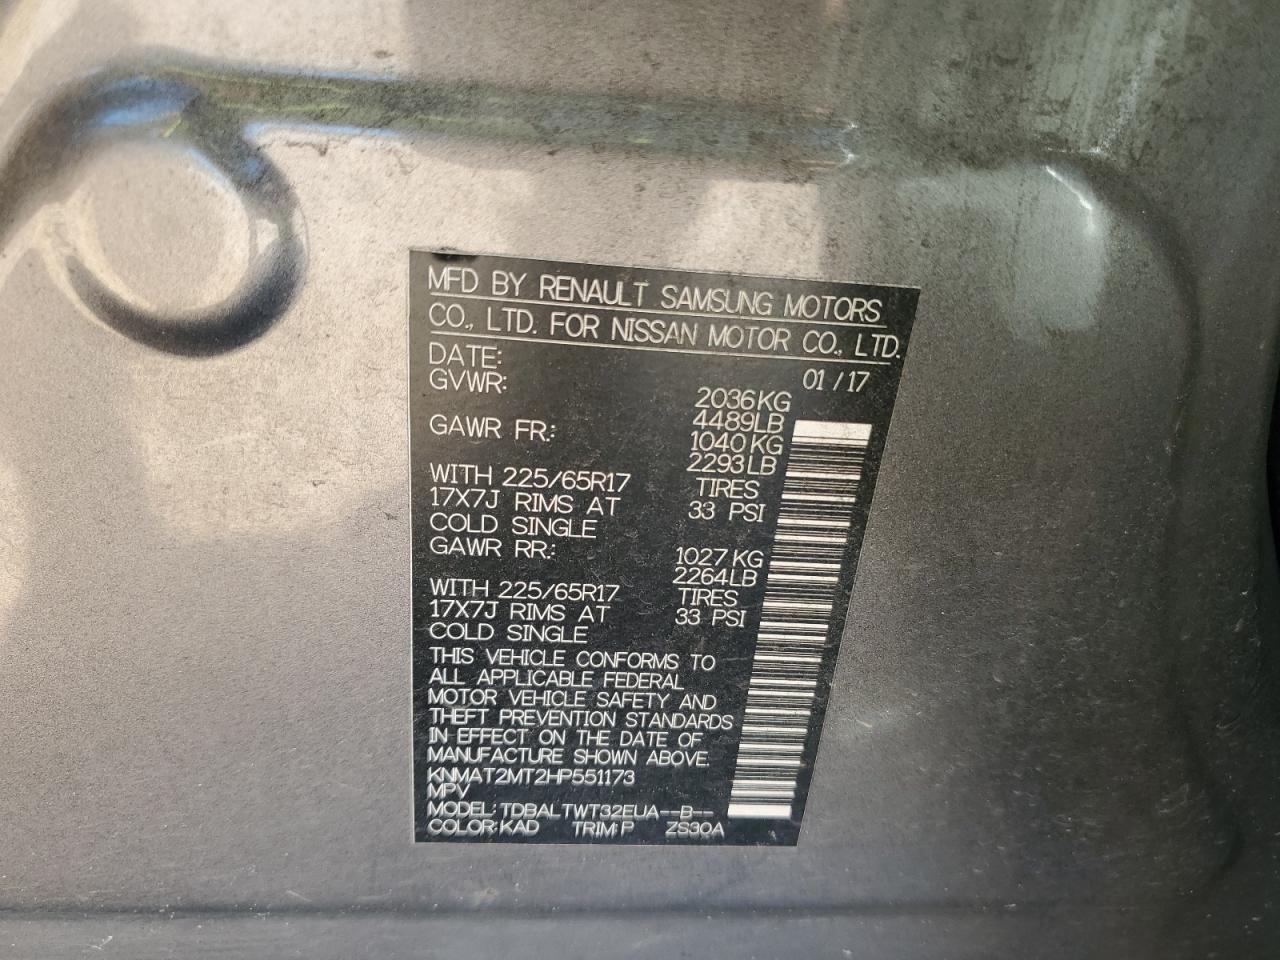 MFD BY RENAULT SAMSUNG MOTORS
CO., LTD. FOR NISSAN MOTOR CO., LTD.
DATE: 01/17
GVWR: 2036KG
4489LB
GAWR FR.: 1040KG
2293LB
WITH 225/65R17 TIRES
17X7J RIMS AT 33 PSI
COLD SINGLE
GAWR RR.: 1027KG
2264LB
WITH 225/65R17 TIRES
17X7J RIMS AT 33 PSI
COLD SINGLE
THIS VEHICLE CONFORMS TO
ALL APPLICABLE FEDERAL
MOTOR VEHICLE SAFETY AND
THEFT PREVENTION STANDARDS
IN EFFECT ON THE DATE OF
MANUFACTURE SHOWN ABOVE.
KNMAT2MT2HP551173
MPV
MODEL: TDBALTWT32EUA--B--
COLOR:KAD TRIM:P ZS30A